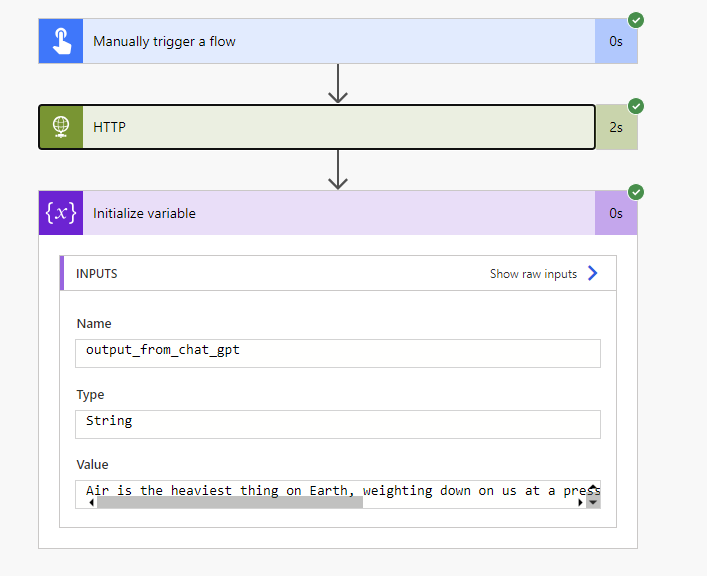 Manually trigger a flow
0s
HTTP
2s
{x} Initialize variable
0s
INPUTS
Show raw inputs
Name
output_from_chat_gpt
Type
String
Value
Air is the heaviest thing on Earth, weighting down on us at a press